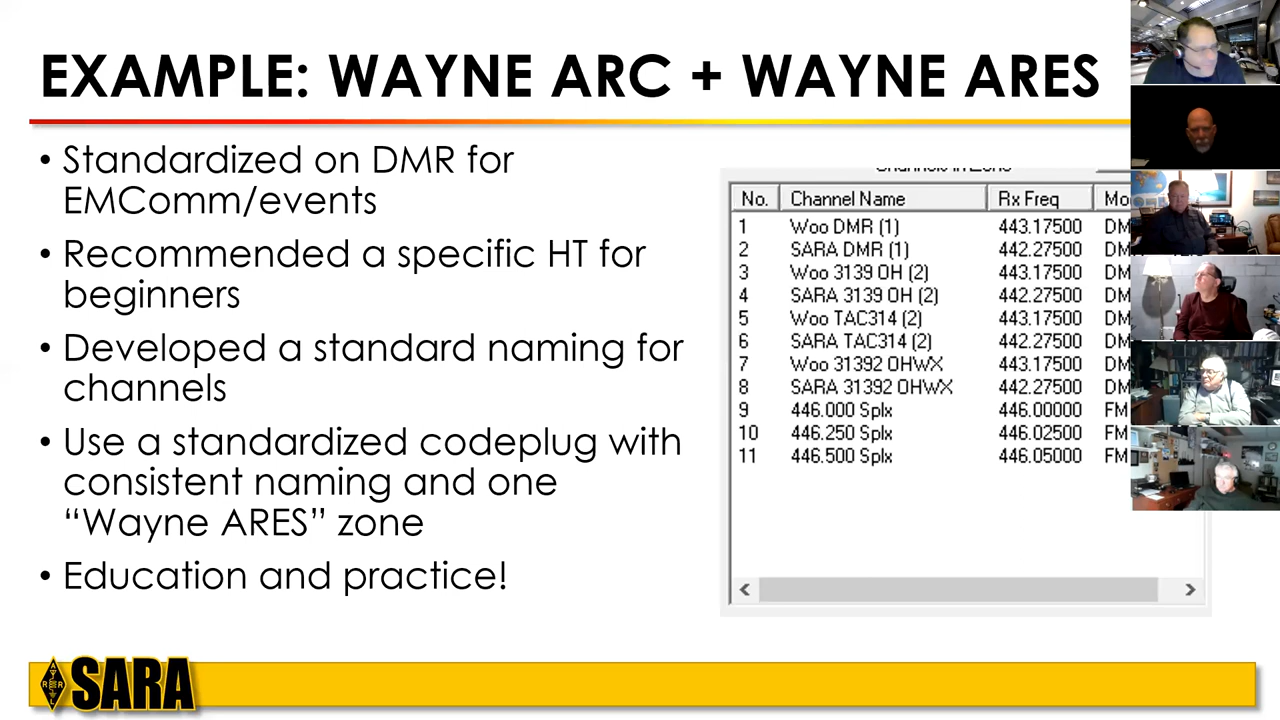 EXAMPLE: WAYNE ARC + WAYNE ARES
• Standardized on DMR for
EMComm/events
• Recommended a specific HT for
beginners
• Developed a standard naming for
channels
• Use a standardized codeplug with
consistent naming and one
“Wayne ARES” zone
• Education and practice!
No. Channel Name Rx Freq
1 Woo DMR (1) 443.17500
2 SARA DMR (1) 442.27500
3 Woo 3139 OH (2) 443.17500
4 SARA 3139 OH (2) 442.27500
5 Woo TAC314 (2) 443.17500
6 SARA TAC314 (2) 442.27500
7 Woo 31392 OHWX 443.17500
8 SARA 31392 OHWX 442.27500
9 446.000 Splx 446.00000 FM
10 446.250 Splx 446.02500 FM
11 446.500 Splx 446.05000 FM
SARA